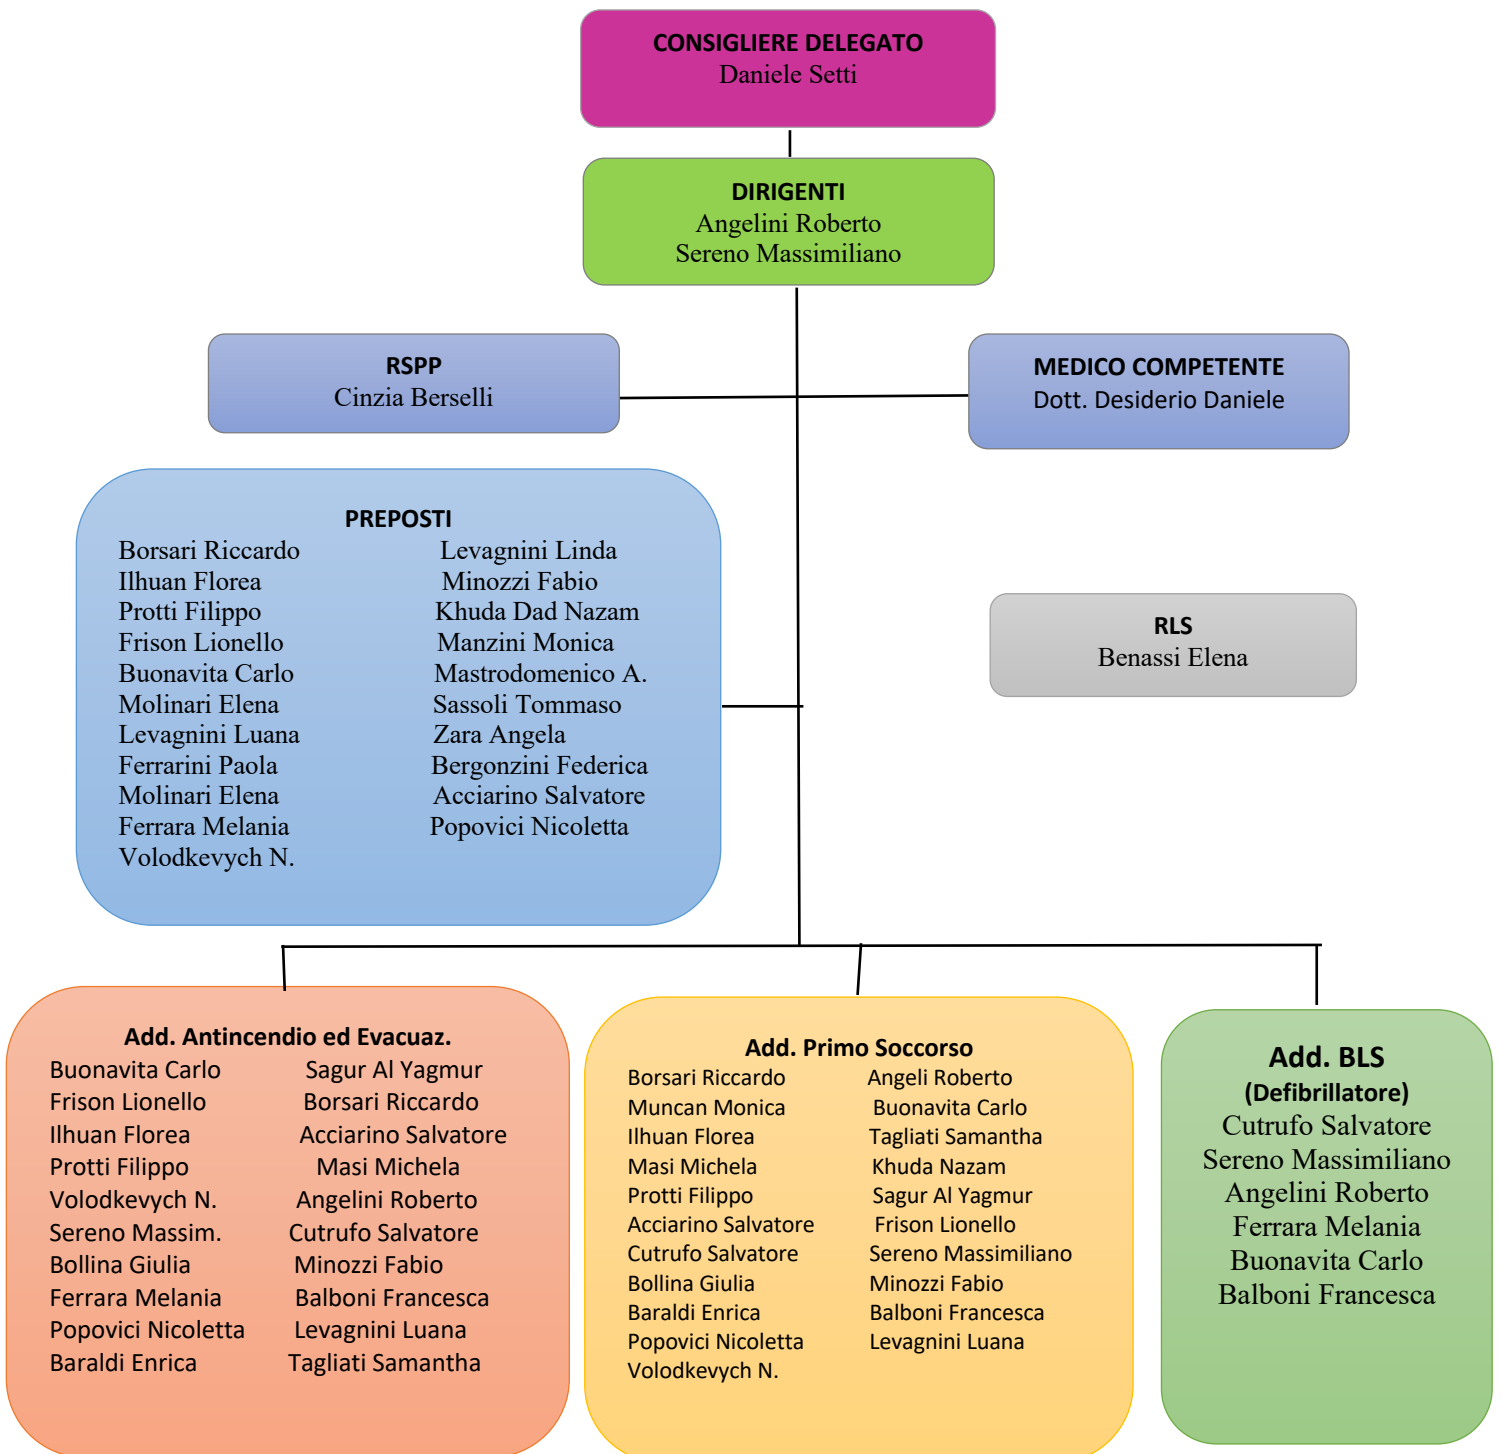 CONSIGLIERE DELEGATO
Daniele Setti
DIRIGENTI
Angelini Roberto
Sereno Massimiliano
RSPP
Cinzia Berselli
MEDICO COMPETENTE
Dott. Desiderio Daniele
PREPOSTI
Borsari Riccardo Levagnini Linda
Ilhuan Florea Minozzi Fabio
Protti Filippo Khuda Dad Nazam
Frison Lionello Manzini Monica
Buonavita Carlo Mastrodomenico A.
Molinari Elena Sassoli Tommaso
Levagnini Luana Zara Angela
Ferrarini Paola Bergonzini Federica
Molinari Elena Acciarino Salvatore
Ferrara Melania Popovici Nicoletta
Volodkevych N.
RLS
Benassi Elena
Add. Antincendio ed Evacuaz.
Buonavita Carlo Sagur Al Yagmur
Frison Lionello Borsari Riccardo
Ilhuan Florea Acciarino Salvatore
Protti Filippo Masi Michela
Volodkevych N. Angelini Roberto
Sereno Massim. Cutrufo Salvatore
Bollina Giulia Minozzi Fabio
Ferrara Melania Balboni Francesca
Popovici Nicoletta Levagnini Luana
Baraldi Enrica Tagliati Samantha
Add. Primo Soccorso
Borsari Riccardo Angeli Roberto
Muncan Monica Buonavita Carlo
Ilhuan Florea Tagliati Samantha
Masi Michela Khuda Nazam
Protti Filippo Sagur Al Yagmur
Acciarino Salvatore Frison Lionello
Cutrufo Salvatore Sereno Massimiliano
Bollina Giulia Minozzi Fabio
Baraldi Enrica Balboni Francesca
Popovici Nicoletta Levagnini Luana
Volodkevych N.
Add. BLS
(Defibrillatore)
Cutrufo Salvatore
Sereno Massimiliano
Angelini Roberto
Ferrara Melania
Buonavita Carlo
Balboni Francesca